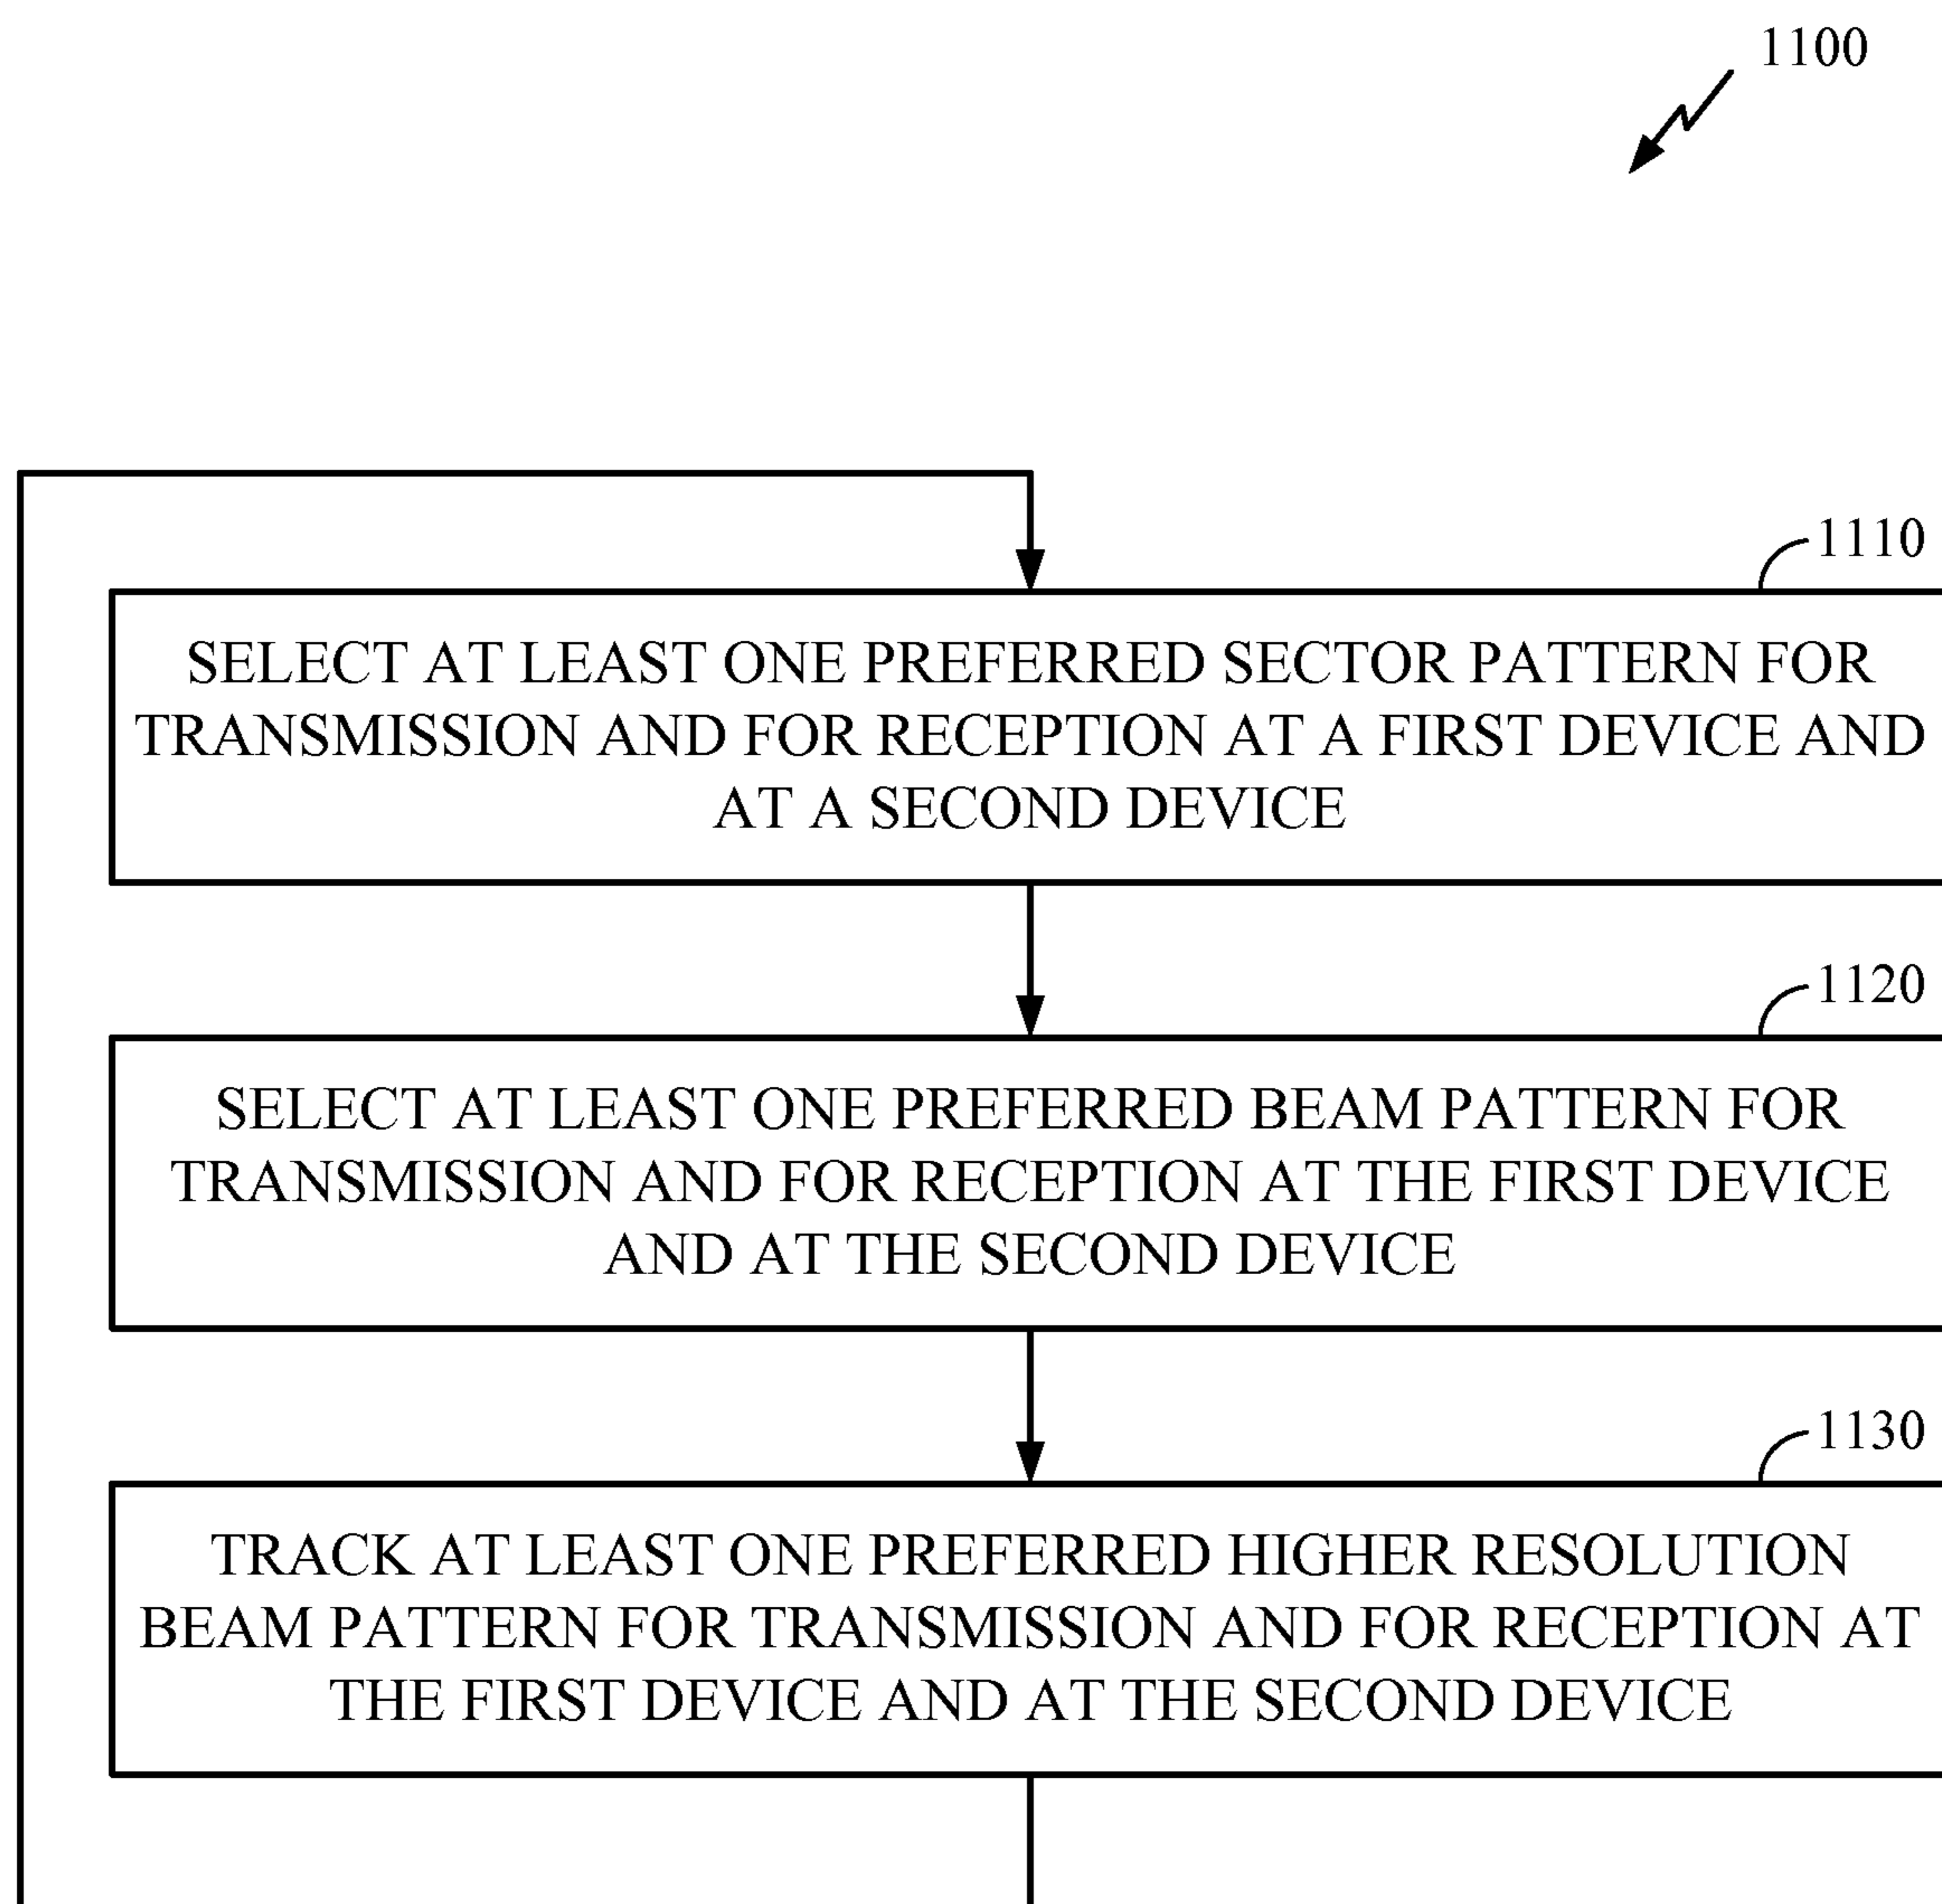 1100
1110
SELECT AT LEAST ONE PREFERRED SECTOR PATTERN FOR
TRANSMISSION AND FOR RECEPTION AT A FIRST DEVICE AND
AT A SECOND DEVICE
1120
SELECT AT LEAST ONE PREFERRED BEAM PATTERN FOR
TRANSMISSION AND FOR RECEPTION AT THE FIRST DEVICE
AND AT THE SECOND DEVICE
1130
TRACK AT LEAST ONE PREFERRED HIGHER RESOLUTION
BEAM PATTERN FOR TRANSMISSION AND FOR RECEPTION AT
THE FIRST DEVICE AND AT THE SECOND DEVICE